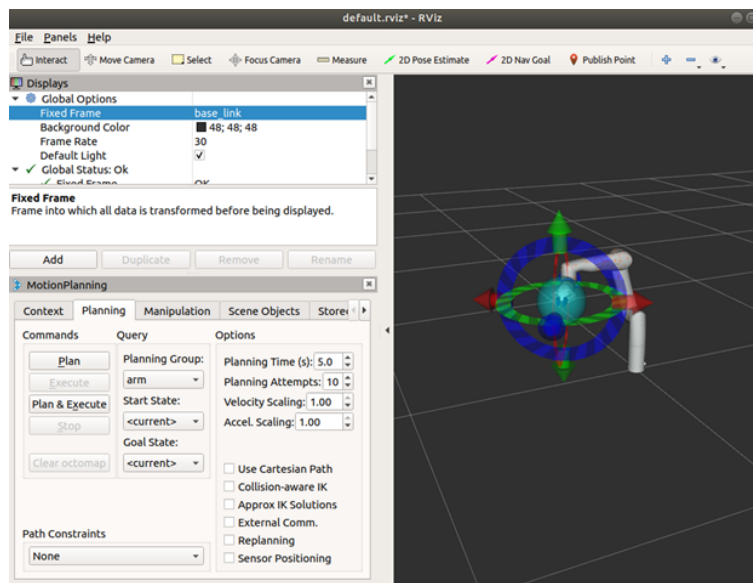 default.rviz* - RViz
File Panels Help
Interact Move Camera Select Focus Camera Measure 2D Pose Estimate 2D Nav Goal Publish Point
Displays
Global Options
Fixed Frame base_link
Background Color 48; 48; 48
Frame Rate 30
Default Light
Global Status: Ok
Fixed Frame OK
Fixed Frame
Frame into which all data is transformed before being displayed.
Add Duplicate Remove Rename
MotionPlanning
Context Planning Manipulation Scene Objects Store
Commands Query Options
Plan Planning Group: Planning Time (s): 5.0
Execute arm Planning Attempts: 10
Plan & Execute Start State: Velocity Scaling: 1.00
Stop <current> Accel. Scaling: 1.00
Goal State:
Clear octomap <current> Use Cartesian Path
Collision-aware IK
Approx IK Solutions
External Comm.
Path Constraints Replanning
None Sensor Positioning